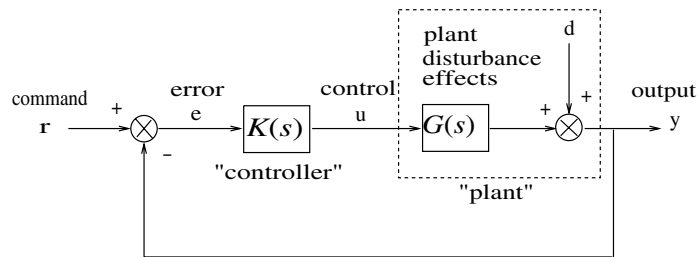 plant
disturbance
effects
d
command
r
+
−
error
e
K(s)
"controller"
control
u
G(s)
+
+
"plant"
output
y